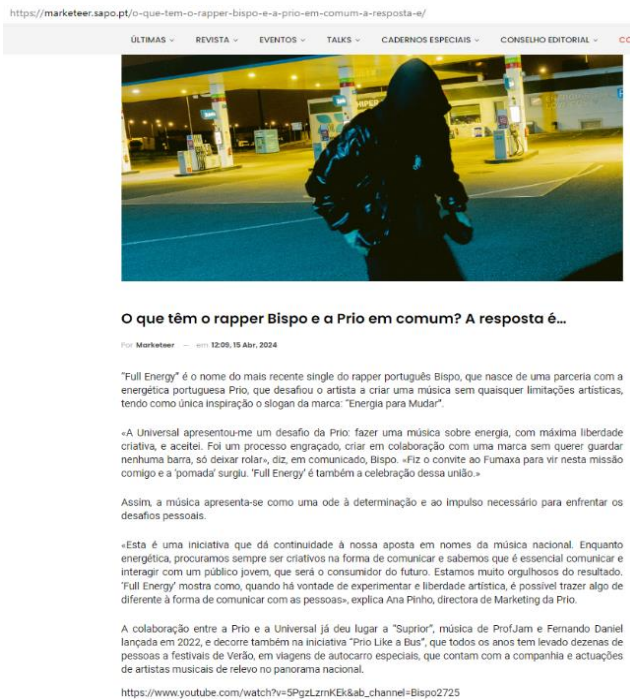 https://marketeer.sapo.pt/o-que-tem-o-rapper-bispo-e-a-prio-em-comum-a-resposta-e/
ÚLTIMAS REVISTA EVENTOS TALKS CADERNOS ESPECIAIS CONSELHO EDITORIAL CO
O que têm o rapper Bispo e a Prio em comum? A resposta é...
Por Marketeer — em 12:09, 15 Abr, 2024
"Full Energy" é o nome do mais recente single do rapper português Bispo, que nasce de uma parceria com a
energética portuguesa Prio, que desafiou o artista a criar uma música sem quaisquer limitações artísticas,
tendo como única inspiração o slogan da marca: "Energia para Mudar".
«A Universal apresentou-me um desafio da Prio: fazer uma música sobre energia, com máxima liberdade
criativa, e aceitei. Foi um processo engraçado, criar em colaboração com uma marca sem querer guardar
nenhuma barra, só deixar rolar», diz, em comunicado, Bispo. «Fiz o convite ao Fumaxa para vir nesta missão
comigo e a 'pomada' surgiu. 'Full Energy' é também a celebração dessa união.»
Assim, a música apresenta-se como uma ode à determinação e ao impulso necessário para enfrentar os
desafios pessoais.
«Esta é uma iniciativa que dá continuidade à nossa aposta em nomes da música nacional. Enquanto
energética, procuramos sempre ser criativos na forma de comunicar e sabemos que é essencial comunicar e
interagir com um público jovem, que será o consumidor do futuro. Estamos muito orgulhosos do resultado.
'Full Energy' mostra como, quando há vontade de experimentar e liberdade artística, é possível trazer algo de
diferente à forma de comunicar com as pessoas», explica Ana Pinho, directora de Marketing da Prio.
A colaboração entre a Prio e a Universal já deu lugar a "Suprior", música de ProfJam e Fernando Daniel
lançada em 2022, e decorre também na iniciativa "Prio Like a Bus", que todos os anos tem levado dezenas de
pessoas a festivais de Verão, em viagens de autocarro especiais, que contam com a companhia e actuações
de artistas musicais de relevo no panorama nacional.
https://www.youtube.com/watch?v=5PgzLzrnKEk&ab_channel=Bispo2725